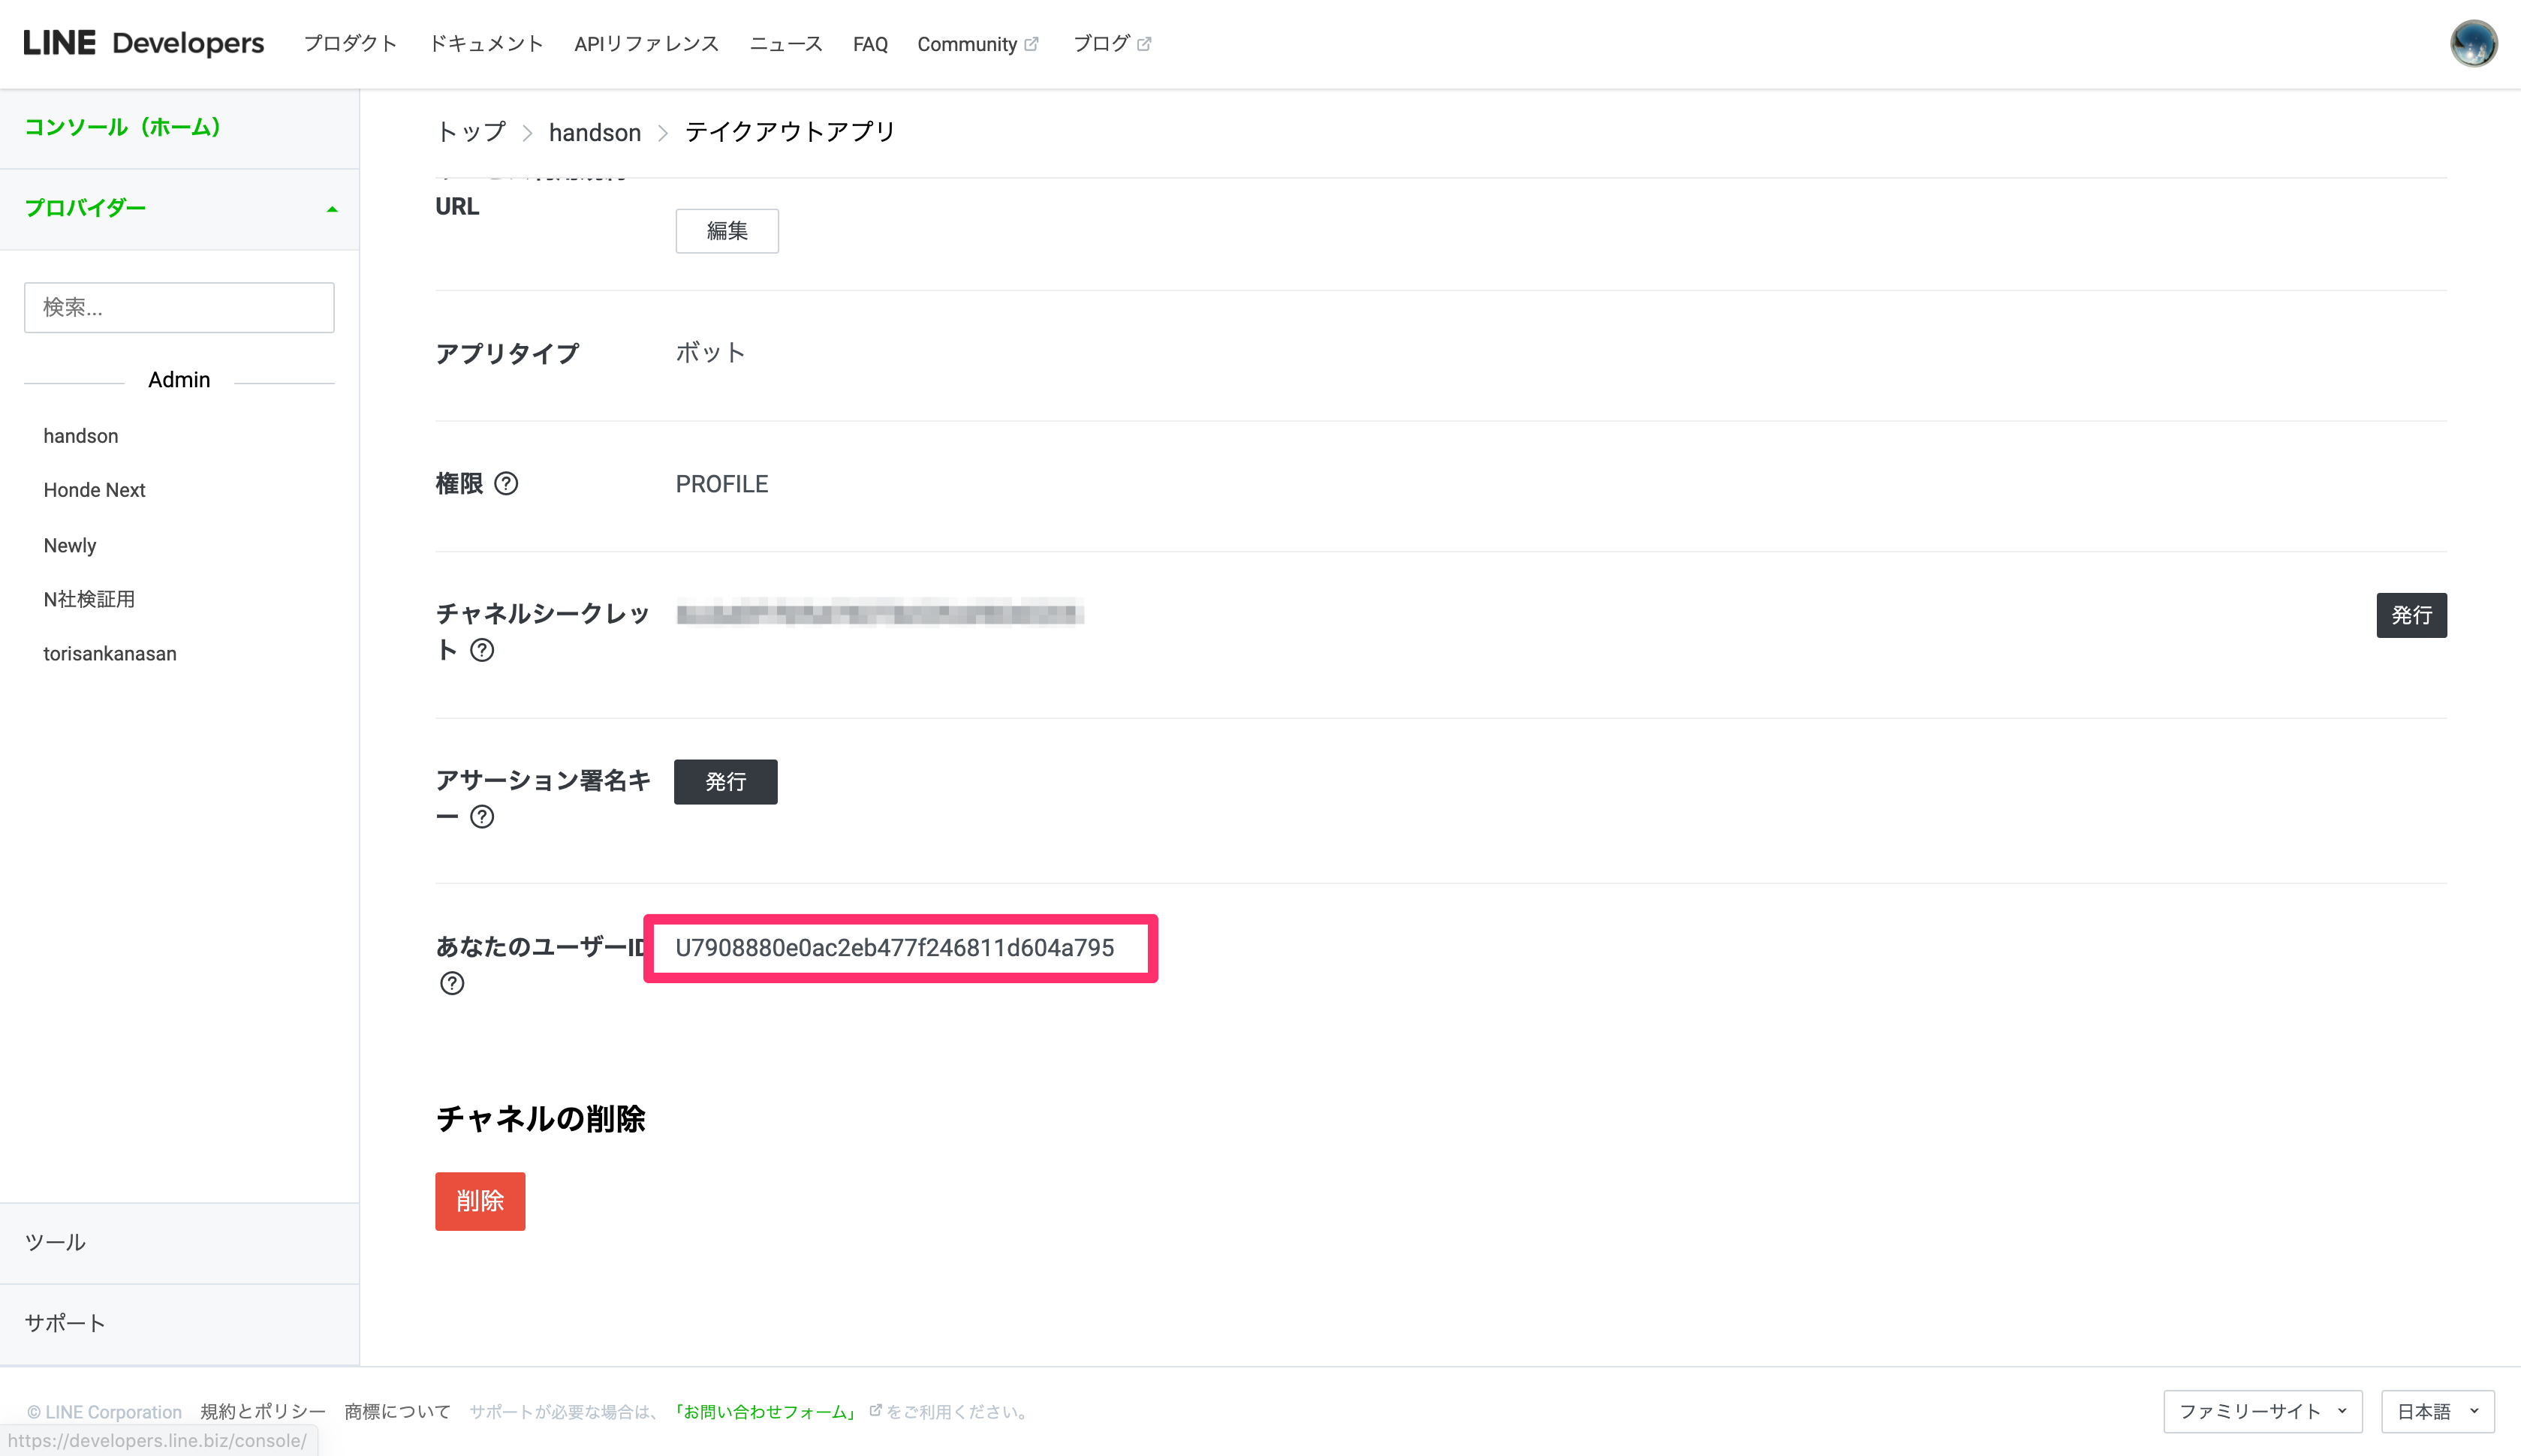 LINE Developers プロダクト ドキュメント APIリファレンス ニュース FAQ Community ブログ
コンソール（ホーム）
プロバイダー
検索...
Admin
handson
Honde Next
Newly
N社検証用
torisankanasan
ツール
サポート
トップ > handson > テイクアウトアプリ
URL
編集
アプリタイプ ボット
権限 ? PROFILE
チャネルシークレッ
ト ?
発行
アサーション署名キ
ー ?
発行
あなたのユーザーID U7908880e0ac2eb477f246811d604a795
?
チャネルの削除
削除
© LINE Corporation 規約とポリシー 商標について サポートが必要な場合は、「お問い合わせフォーム」をご利用ください。
ファミリーサイト 日本語
https://developers.line.biz/console/